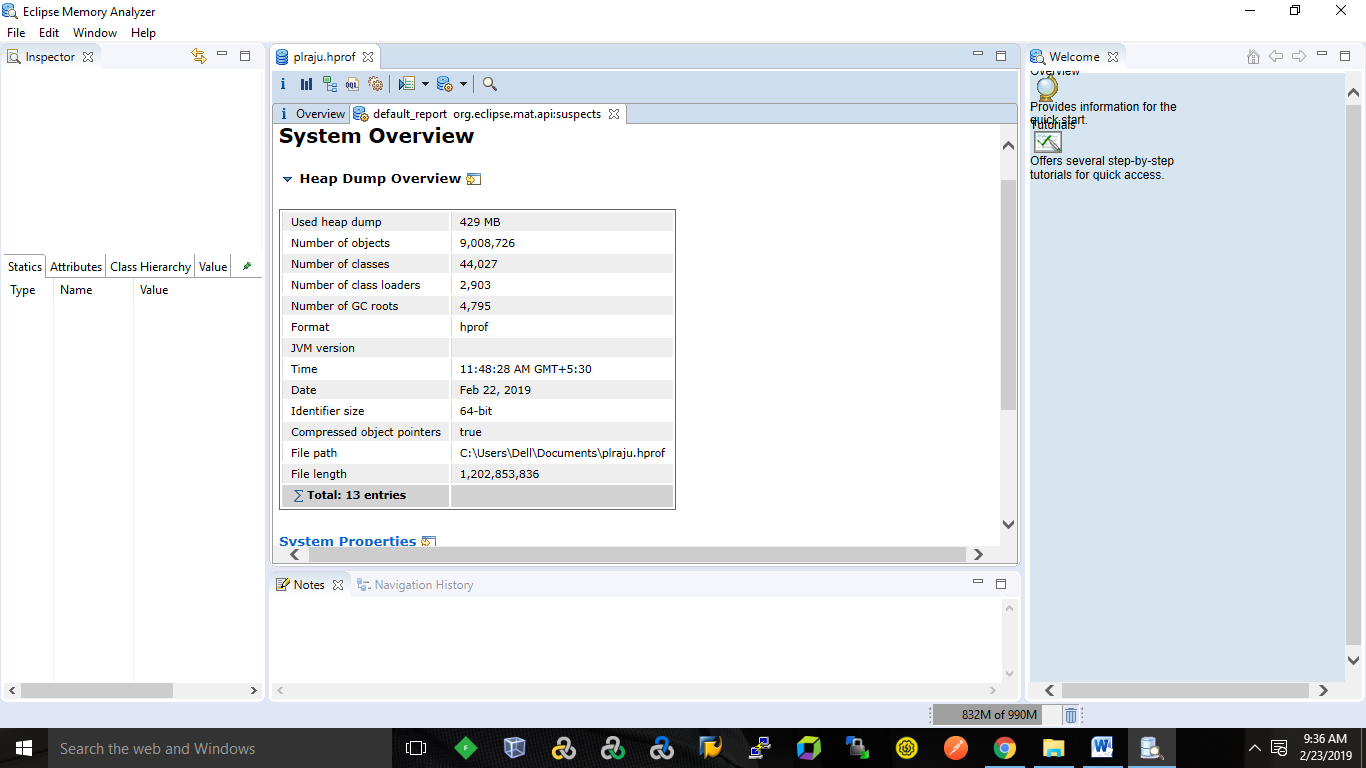 Eclipse Memory Analyzer
File Edit Window Help
Inspector
Statics Attributes Class Hierarchy Value
Type Name Value
plraju.hprof
OQL
i Overview default_report org.eclipse.mat.api:suspects
System Overview
Heap Dump Overview
Used heap dump 429 MB
Number of objects 9,008,726
Number of classes 44,027
Number of class loaders 2,903
Number of GC roots 4,795
Format hprof
JVM version
Time 11:48:28 AM GMT+5:30
Date Feb 22, 2019
Identifier size 64-bit
Compressed object pointers true
File path C:\Users\Dell\Documents\plraju.hprof
File length 1,202,853,836
∑ Total: 13 entries
System Properties
Notes Navigation History
Welcome
Overview
Provides information for the
quick start.
Tutorials
Offers several step-by-step
tutorials for quick access.
832M of 990M
Search the web and Windows
9:36 AM
2/23/2019